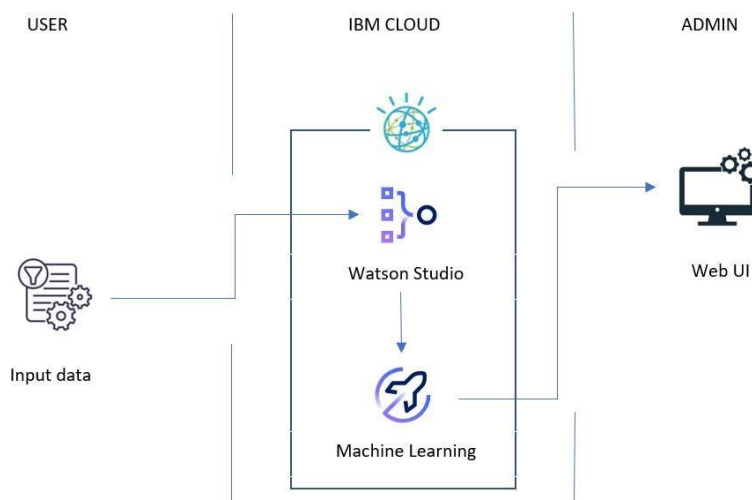 USER
IBM CLOUD
ADMIN
Watson Studio
Web UI
Input data
Machine Learning